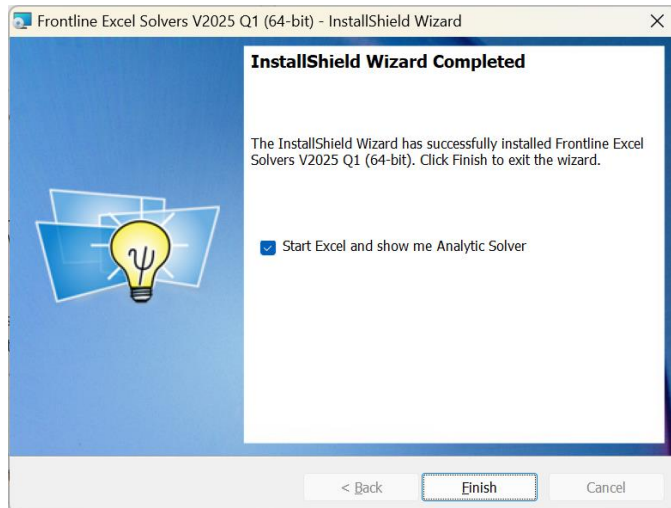 Frontline Excel Solvers V2025 Q1 (64-bit) - InstallShield Wizard
InstallShield Wizard Completed
The InstallShield Wizard has successfully installed Frontline Excel
Solvers V2025 Q1 (64-bit). Click Finish to exit the wizard.
Start Excel and show me Analytic Solver
ψ
< Back
Finish
Cancel